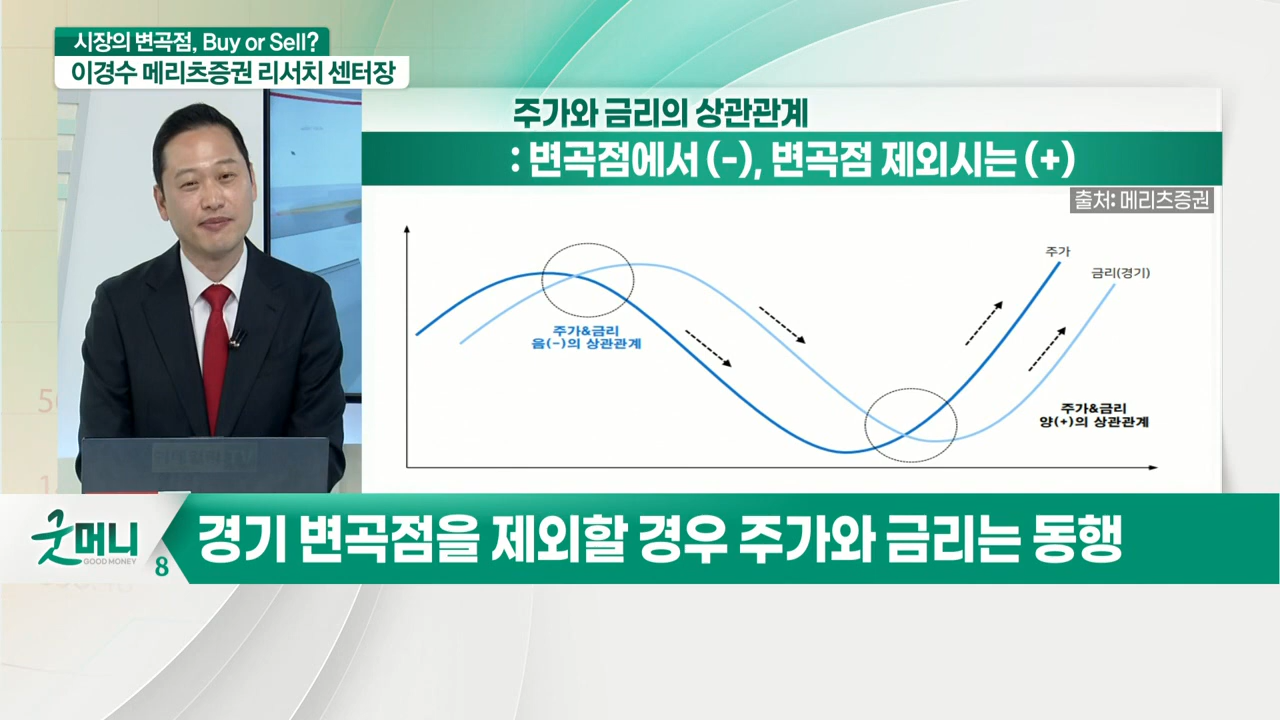 시장의 변곡점, Buy or Sell?
이경수 메리츠증권 리서치 센터장
주가와 금리의 상관관계
: 변곡점에서 (-), 변곡점 제외시는 (+)
출처: 메리츠증권
주가
금리(경기)
주가&금리
음(-)의 상관관계
주가&금리
양(+)의 상관관계
굿머니
GOOD MONEY
8
경기 변곡점을 제외할 경우 주가와 금리는 동행